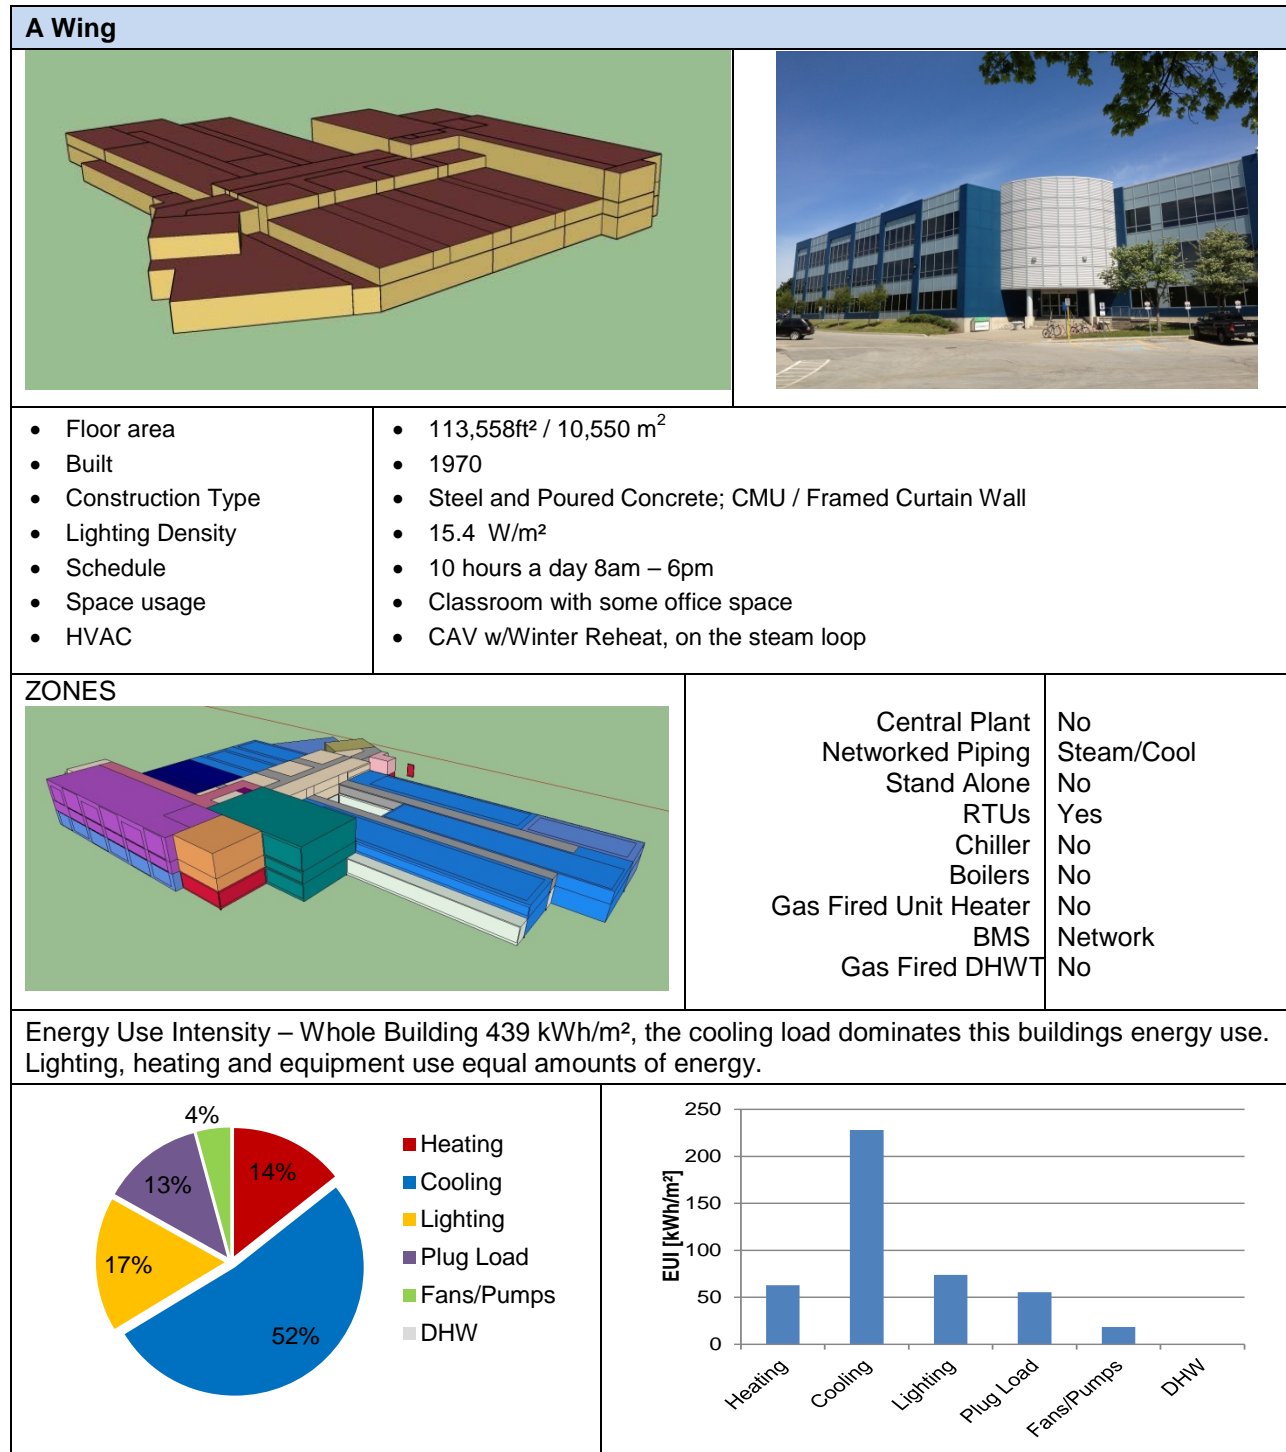 A Wing
• Floor area
• Built
• Construction Type
• Lighting Density
• Schedule
• Space usage
• HVAC
• 113,558ft² / 10,550 m²
• 1970
• Steel and Poured Concrete; CMU / Framed Curtain Wall
• 15.4 W/m²
• 10 hours a day 8am – 6pm
• Classroom with some office space
• CAV w/Winter Reheat, on the steam loop
ZONES
Central Plant No
Networked Piping Steam/Cool
Stand Alone No
RTUs Yes
Chiller No
Boilers No
Gas Fired Unit Heater No
BMS Network
Gas Fired DHWT No
Energy Use Intensity – Whole Building 439 kWh/m², the cooling load dominates this buildings energy use.
Lighting, heating and equipment use equal amounts of energy.
4%
14%
13%
17%
52%
Heating
Cooling
Lighting
Plug Load
Fans/Pumps
DHW
EUI [kWh/m²]
250
200
150
100
50
0
Heating
Cooling
Lighting
Plug Load
Fans/Pumps
DHW